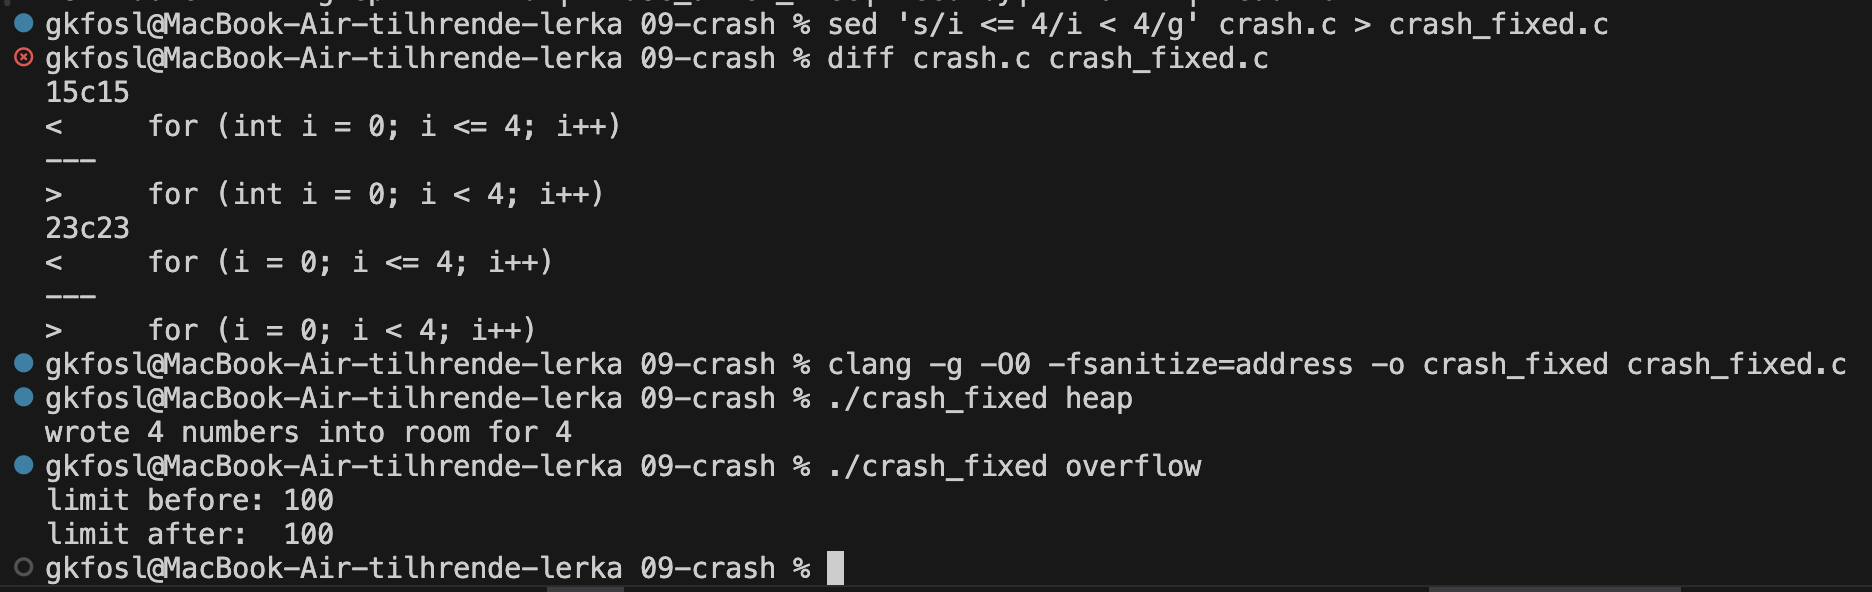 gkfosl@MacBook-Air-tilhrende-lerka 09-crash % sed 's/i <= 4/i < 4/g' crash.c > crash_fixed.c
gkfosl@MacBook-Air-tilhrende-lerka 09-crash % diff crash.c crash_fixed.c
15c15
<     for (int i = 0; i <= 4; i++)
---
>     for (int i = 0; i < 4; i++)
23c23
<     for (i = 0; i <= 4; i++)
---
>     for (i = 0; i < 4; i++)
gkfosl@MacBook-Air-tilhrende-lerka 09-crash % clang -g -O0 -fsanitize=address -o crash_fixed crash_fixed.c
gkfosl@MacBook-Air-tilhrende-lerka 09-crash % ./crash_fixed heap
wrote 4 numbers into room for 4
gkfosl@MacBook-Air-tilhrende-lerka 09-crash % ./crash_fixed overflow
limit before: 100
limit after:  100
gkfosl@MacBook-Air-tilhrende-lerka 09-crash %